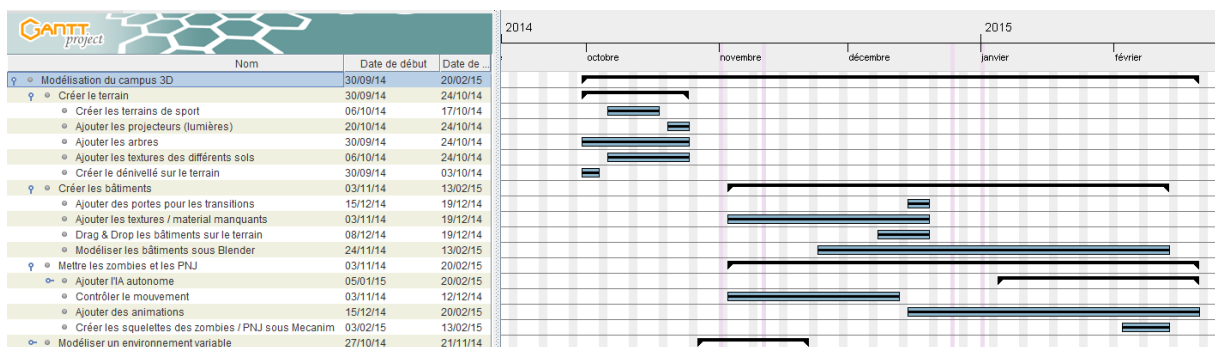 GANTT
project
2014
2015
octobre
novembre
décembre
janvier
février
Nom Date de début Date de ...
Modélisation du campus 3D 30/09/14 20/02/15
Créer le terrain 30/09/14 24/10/14
Créer les terrains de sport 06/10/14 17/10/14
Ajouter les projecteurs (lumières) 20/10/14 24/10/14
Ajouter les arbres 30/09/14 24/10/14
Ajouter les textures des différents sols 06/10/14 24/10/14
Créer le dénivellé sur le terrain 30/09/14 03/10/14
Créer les bâtiments 03/11/14 13/02/15
Ajouter des portes pour les transitions 15/12/14 19/12/14
Ajouter les textures / material manquants 03/11/14 19/12/14
Drag & Drop les bâtiments sur le terrain 08/12/14 19/12/14
Modéliser les bâtiments sous Blender 24/11/14 13/02/15
Mettre les zombies et les PNJ 03/11/14 20/02/15
Ajouter l'IA autonome 05/01/15 20/02/15
Contrôler le mouvement 03/11/14 12/12/14
Ajouter des animations 15/12/14 20/02/15
Créer les squelettes des zombies / PNJ sous Mecanim 03/02/15 13/02/15
Modéliser un environnement variable 27/10/14 21/11/14